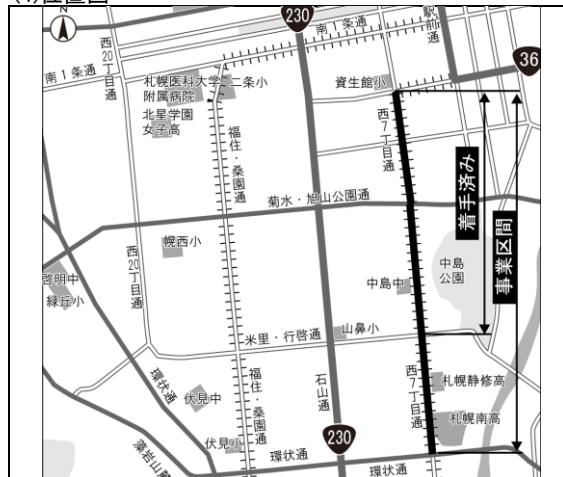 (1)位置図
N
230
南1条通
駅前通
36
西20丁目通
南1条通
札幌医科大学
附属病院
二条小
資生館小
北星学園
女子高
福住・桑園通
西7丁目通
着手済み
事業区間
菊水・旭山公園通
幌西小
西20丁目通
中島
公園
中島中
啓明中
緑丘小
米里・行啓通
山鼻小
環状通
福住・桑園通
石山通
西7丁目通
札幌静修高
伏見中
札幌南高
伏見小
230
環状通
環状通
藻岩山麓